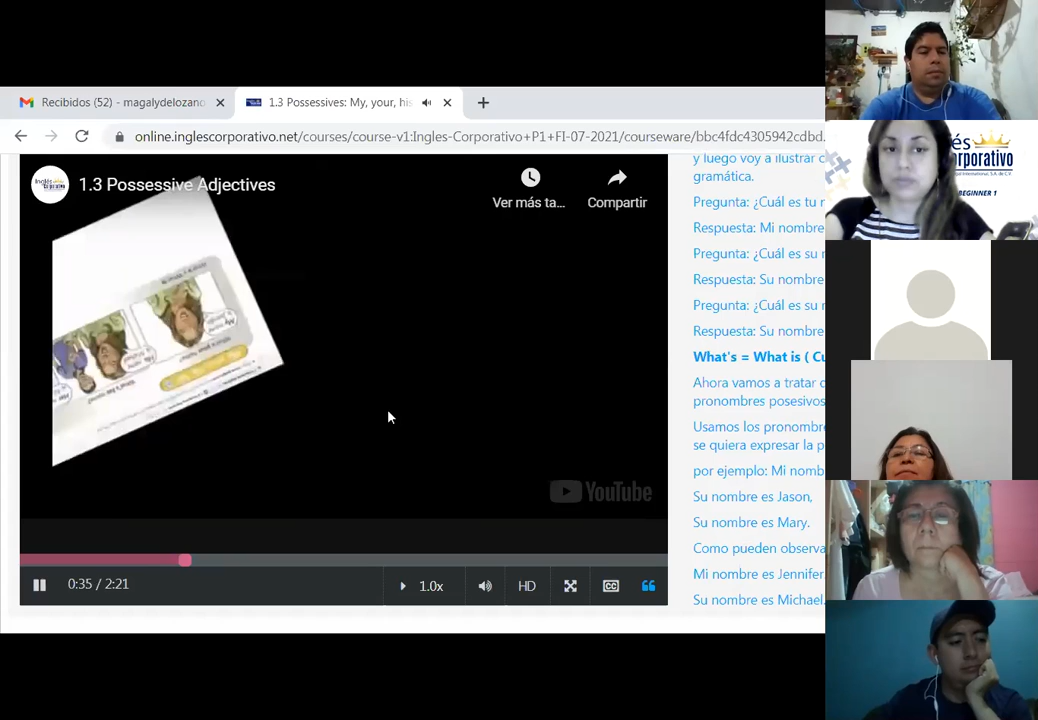 Recibidos (52) - magalydelozano
1.3 Possessives: My, your, his
online.inglescorporativo.net/courses/course-v1:Ingles-Corporativo+P1+FI-07-2021/courseware/bbc4fdc4305942cdbd
1.3 Possessive Adjectives
Ver más ta...
Compartir
YouTube
0:35 / 2:21
1.0x
HD
CC
y luego voy a ilustrar
gramática.
Pregunta: ¿Cuál es tu
Respuesta: Mi nombre
Pregunta: ¿Cuál es su
Respuesta: Su nombre
Pregunta: ¿Cuál es su
Respuesta: Su nombre
What's = What is (
Ahora vamos a tratar
pronombres posesivos
Usamos los
se quiera expresar la
por ejemplo: Mi
Su nombre es Jason,
Su nombre es Mary.
Como pueden
Mi nombre es Jennifer
Su nombre es Michael
BEGINNER 1